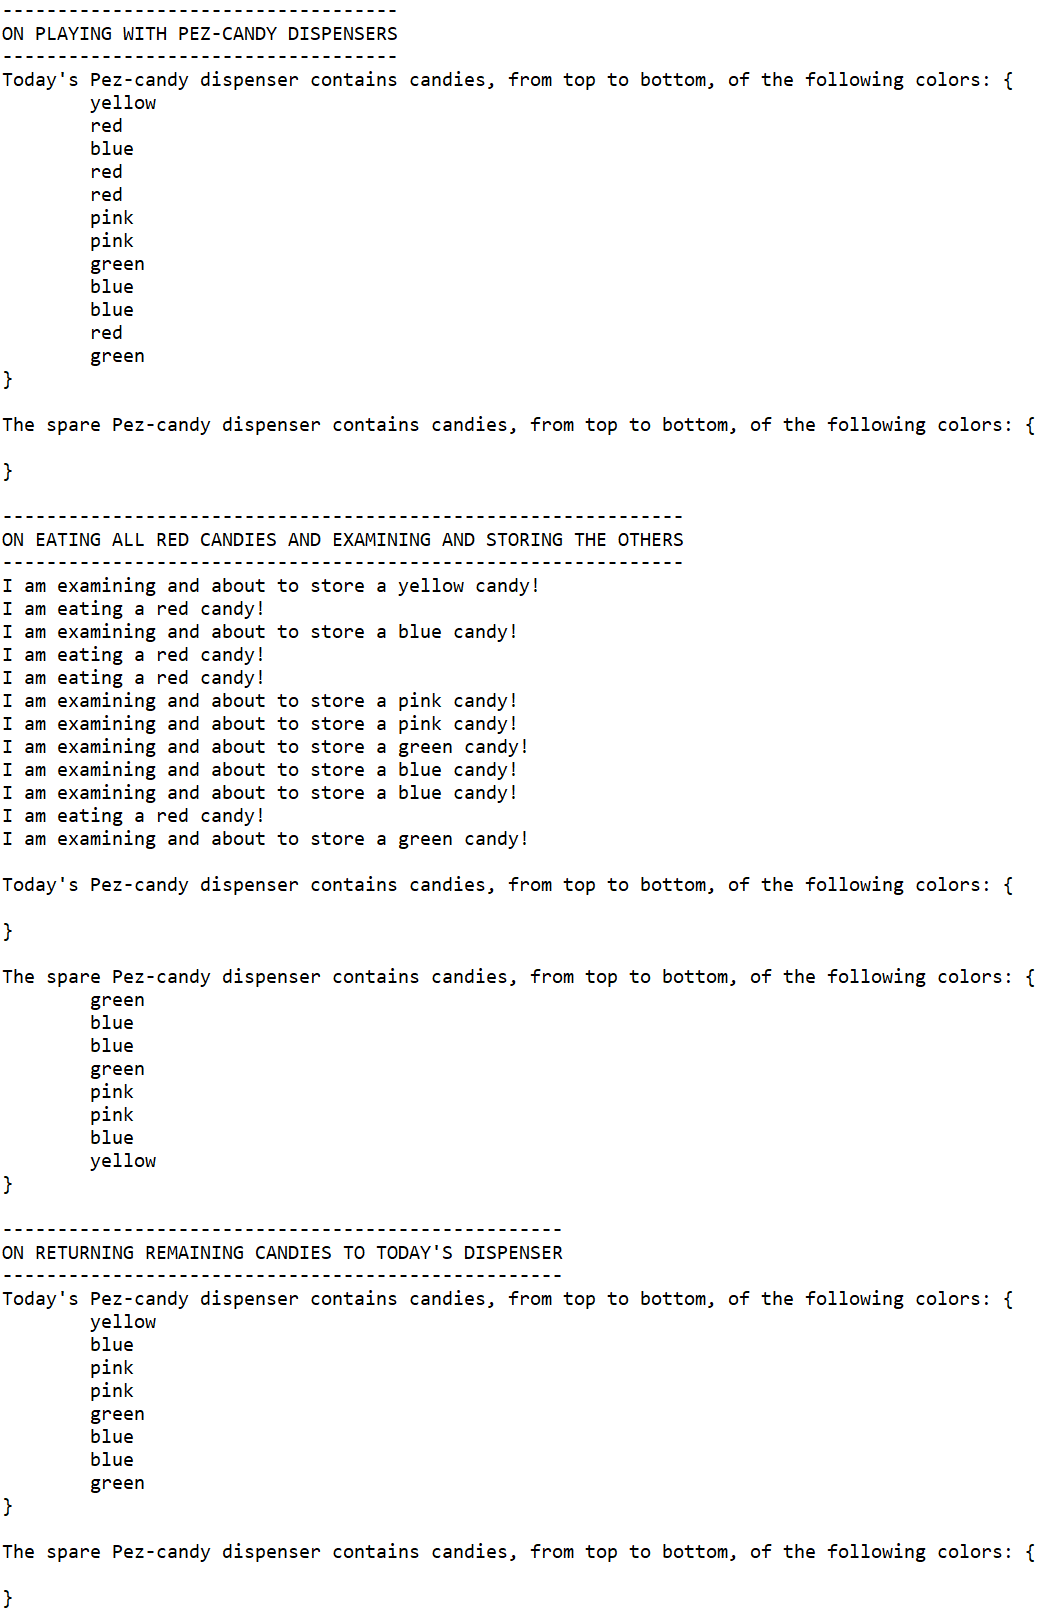 ------------------------------------
ON PLAYING WITH PEZ-CANDY DISPENSERS
------------------------------------
Today's Pez-candy dispenser contains candies, from top to bottom, of the following colors: {
        yellow
        red
        blue
        red
        red
        pink
        pink
        green
        blue
        blue
        red
        green
}

The spare Pez-candy dispenser contains candies, from top to bottom, of the following colors: {

}

--------------------------------------------------------------
ON EATING ALL RED CANDIES AND EXAMINING AND STORING THE OTHERS
--------------------------------------------------------------
I am examining and about to store a yellow candy!
I am eating a red candy!
I am examining and about to store a blue candy!
I am eating a red candy!
I am eating a red candy!
I am examining and about to store a pink candy!
I am examining and about to store a pink candy!
I am examining and about to store a green candy!
I am examining and about to store a blue candy!
I am examining and about to store a blue candy!
I am eating a red candy!
I am examining and about to store a green candy!

Today's Pez-candy dispenser contains candies, from top to bottom, of the following colors: {

}

The spare Pez-candy dispenser contains candies, from top to bottom, of the following colors: {
        green
        blue
        blue
        green
        pink
        pink
        blue
        yellow
}

---------------------------------------------------
ON RETURNING REMAINING CANDIES TO TODAY'S DISPENSER
---------------------------------------------------
Today's Pez-candy dispenser contains candies, from top to bottom, of the following colors: {
        yellow
        blue
        pink
        pink
        green
        blue
        blue
        green
}

The spare Pez-candy dispenser contains candies, from top to bottom, of the following colors: {

}